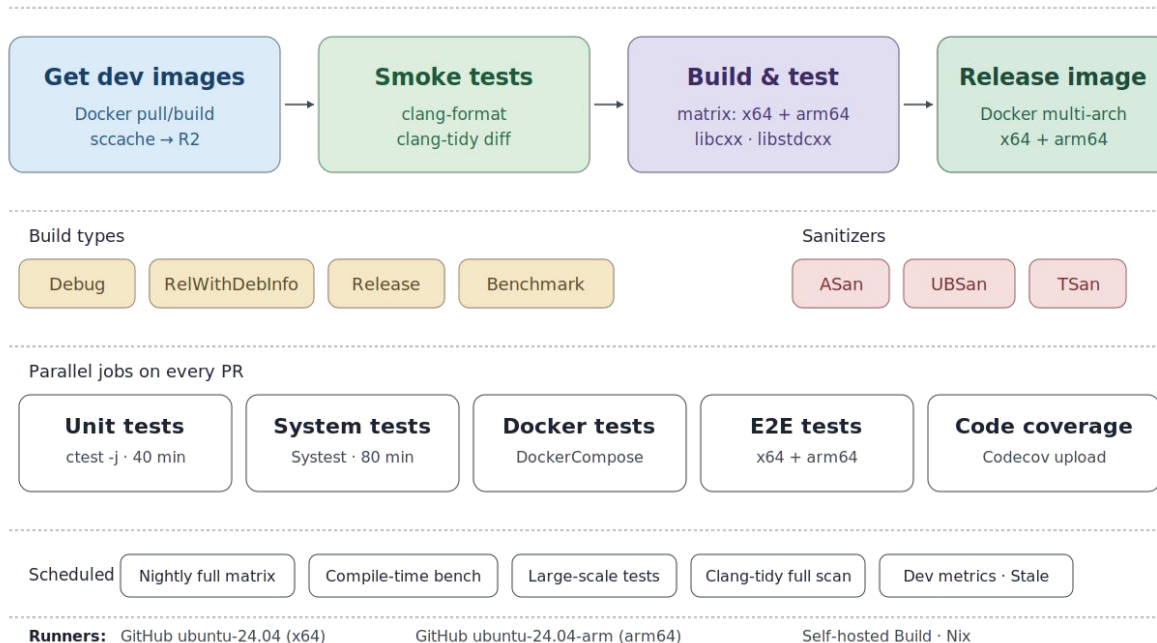 Get dev images
Docker pull/build
sccache → R2
Smoke tests
clang-format
clang-tidy diff
Build & test
matrix: x64 + arm64
libcxx · libstdcxx
Release image
Docker multi-arch
x64 + arm64
Build types
Debug
RelWithDebInfo
Release
Benchmark
Sanitizers
ASan
UBSan
TSan
Parallel jobs on every PR
Unit tests
ctest -j · 40 min
System tests
Systest · 80 min
Docker tests
DockerCompose
E2E tests
x64 + arm64
Code coverage
Codecov upload
Scheduled
Nightly full matrix
Compile-time bench
Large-scale tests
Clang-tidy full scan
Dev metrics · Stale
Runners: GitHub ubuntu-24.04 (x64) GitHub ubuntu-24.04-arm (arm64) Self-hosted Build · Nix